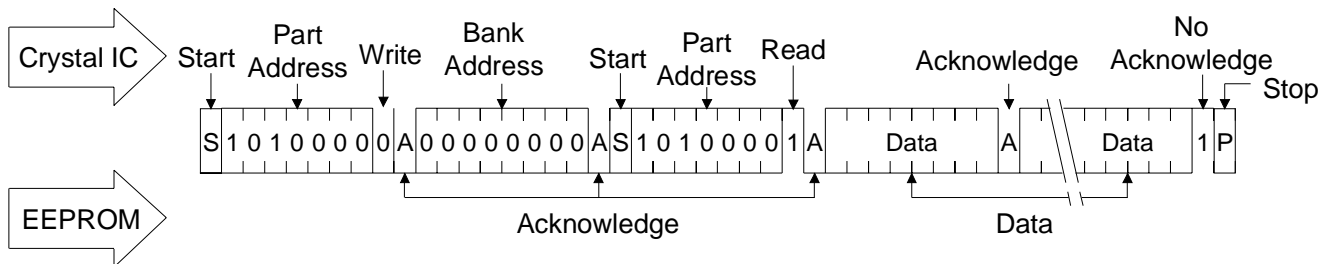 Crystal IC
Start
Part
Address
Write
Bank
Address
Start
Part
Address
Read
Acknowledge
No
Acknowledge
Stop
S 1 0 1 0 0 0 0 0 A 0 0 0 0 0 0 0 0 A S 1 0 1 0 0 0 0 1 A Data A Data 1 P
EEPROM
Acknowledge
Data